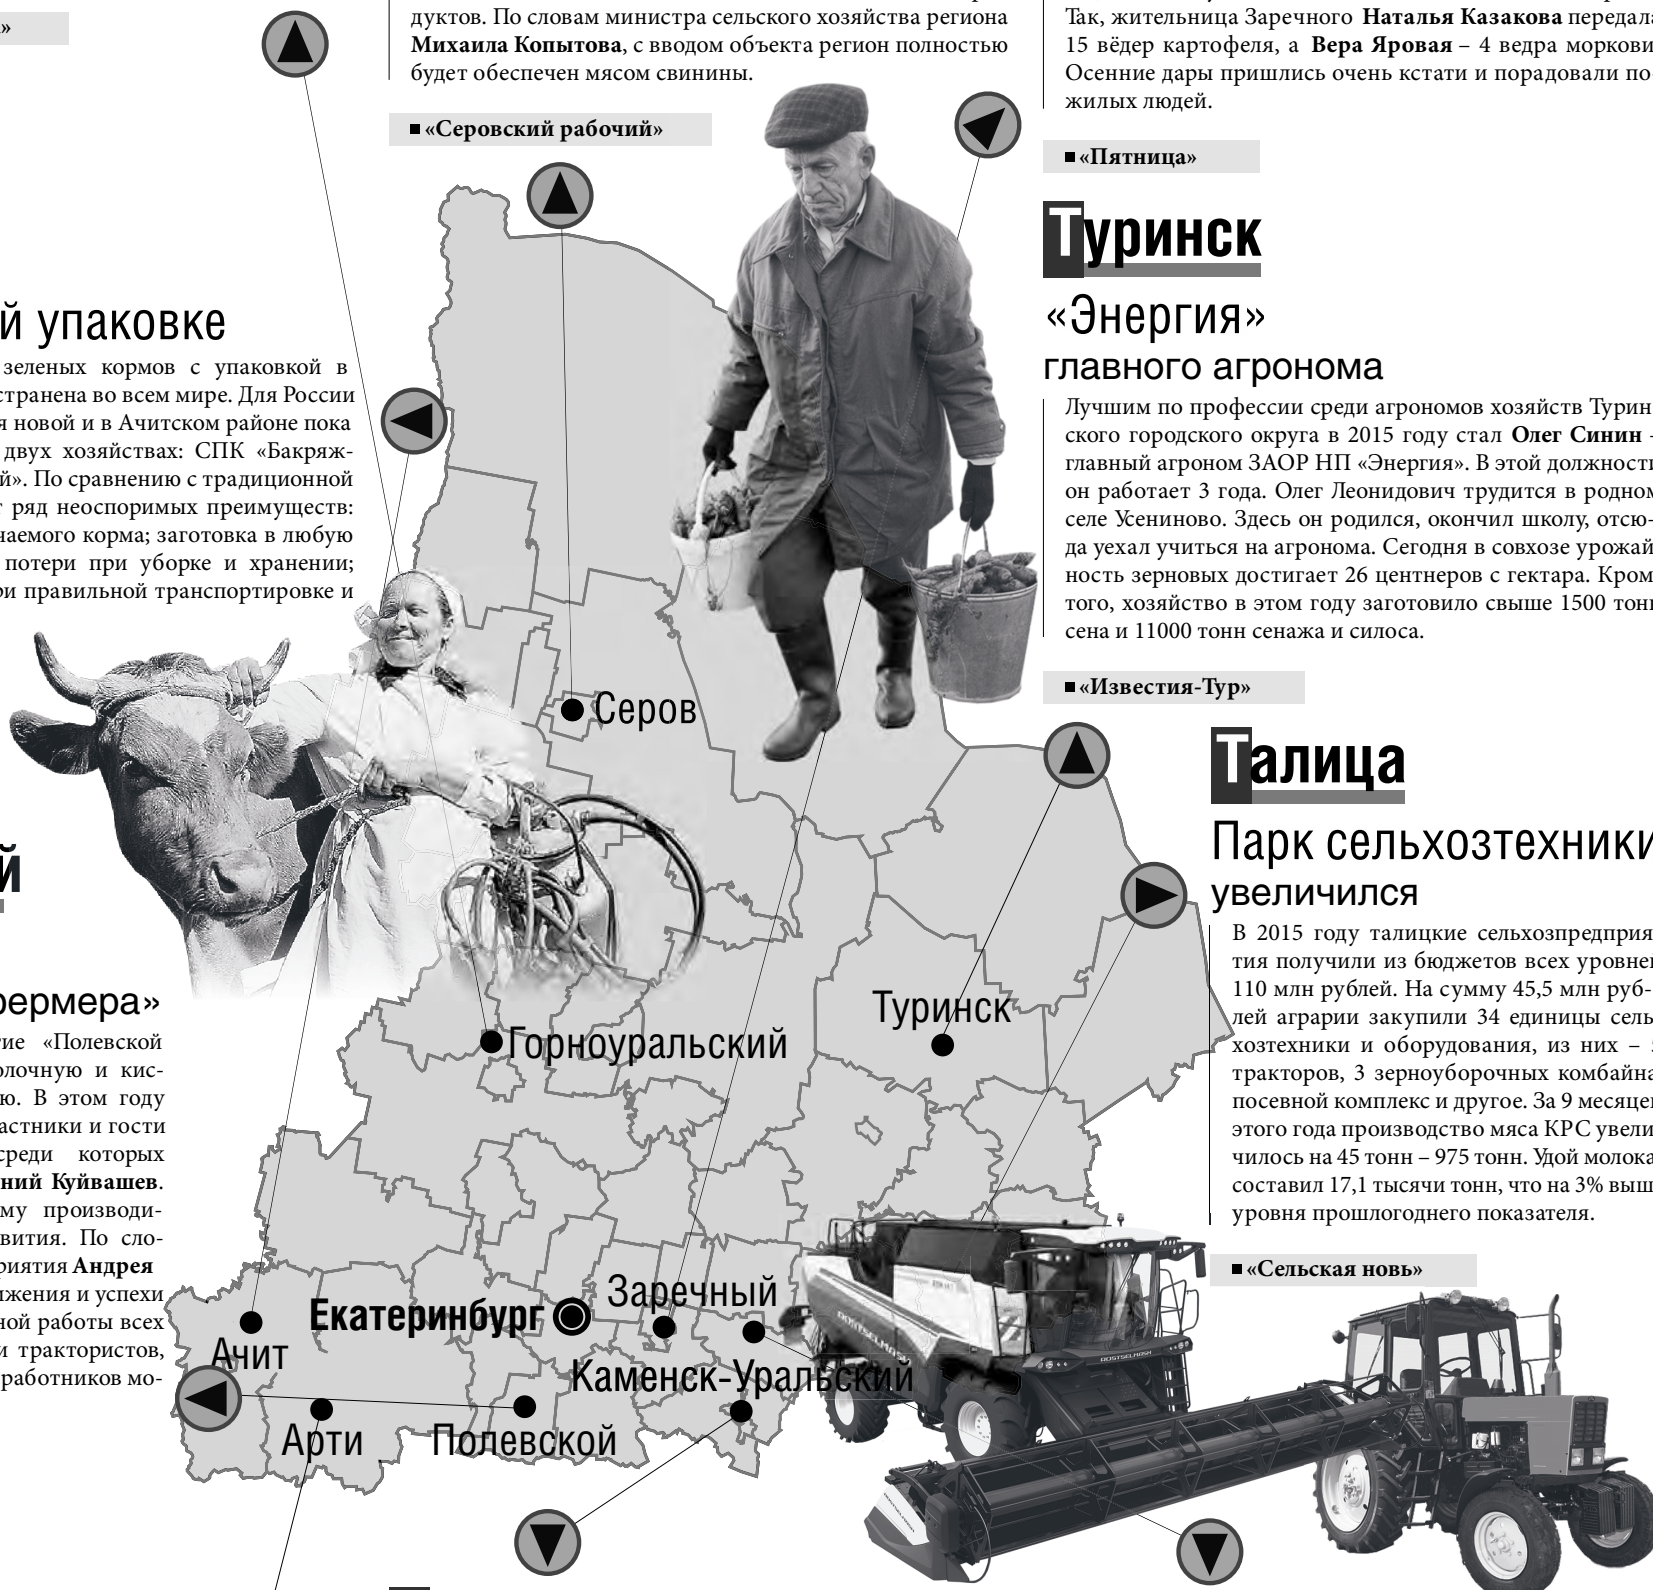 »
дуктов. По словам министра сельского хозяйства региона
Михаила Копытова, с вводом объекта регион полностью
будет обеспечен мясом свинины.
«Серовский рабочий»
Так, жительница Заречного Наталья Казакова передала
15 вёдер картофеля, а Вера Яровая – 4 ведра моркови.
Осенние дары пришлись очень кстати и порадовали по-
жилых людей.
«Пятница»
й упаковке
зеленых кормов с упаковкой в
странена во всем мире. Для России
я новой и в Ачитском районе пока
двух хозяйствах: СПК «Бакряж-
й». По сравнению с традиционной
т ряд неоспоримых преимуществ:
чаемого корма; заготовка в любую
потери при уборке и хранении;
ри правильной транспортировке и
й
фермера»
тие «Полевской
олочную и кис-
ю. В этом году
астники и гости
среди которых
ний Куйвашев.
му производи-
вития. По сло-
риятия Андрея
ижения и успехи
ной работы всех
и трактористов,
работников мо-
Туринск
«Энергия»
главного агронома
Лучшим по профессии среди агрономов хозяйств Турин-
ского городского округа в 2015 году стал Олег Синин –
главный агроном ЗАОР НП «Энергия». В этой должности
он работает 3 года. Олег Леонидович трудится в родном
селе Усениново. Здесь он родился, окончил школу, отсю-
да уехал учиться на агронома. Сегодня в совхозе урожай-
ность зерновых достигает 26 центнеров с гектара. Кроме
того, хозяйство в этом году заготовило свыше 1500 тонн
сена и 11000 тонн сенажа и силоса.
«Известия-Тур»
Талица
Парк сельхозтехники
увеличился
В 2015 году талицкие сельхозпредприя-
тия получили из бюджетов всех уровней
110 млн рублей. На сумму 45,5 млн руб-
лей аграрии закупили 34 единицы сель-
хозтехники и оборудования, из них – 5
тракторов, 3 зерноуборочных комбайна,
посевной комплекс и другое. За 9 месяцев
этого года производство мяса КРС увели-
чилось на 45 тонн – 975 тонн. Удой молока
составил 17,1 тысячи тонн, что на 3% выше
уровня прошлогоднего показателя.
«Сельская новь»
Серов
Туринск
Горноуральский
Заречный
Екатеринбург
Ачит
Каменск-Уральский
Арти
Полевской
ROSTSELMASH
ROSTSELMASH